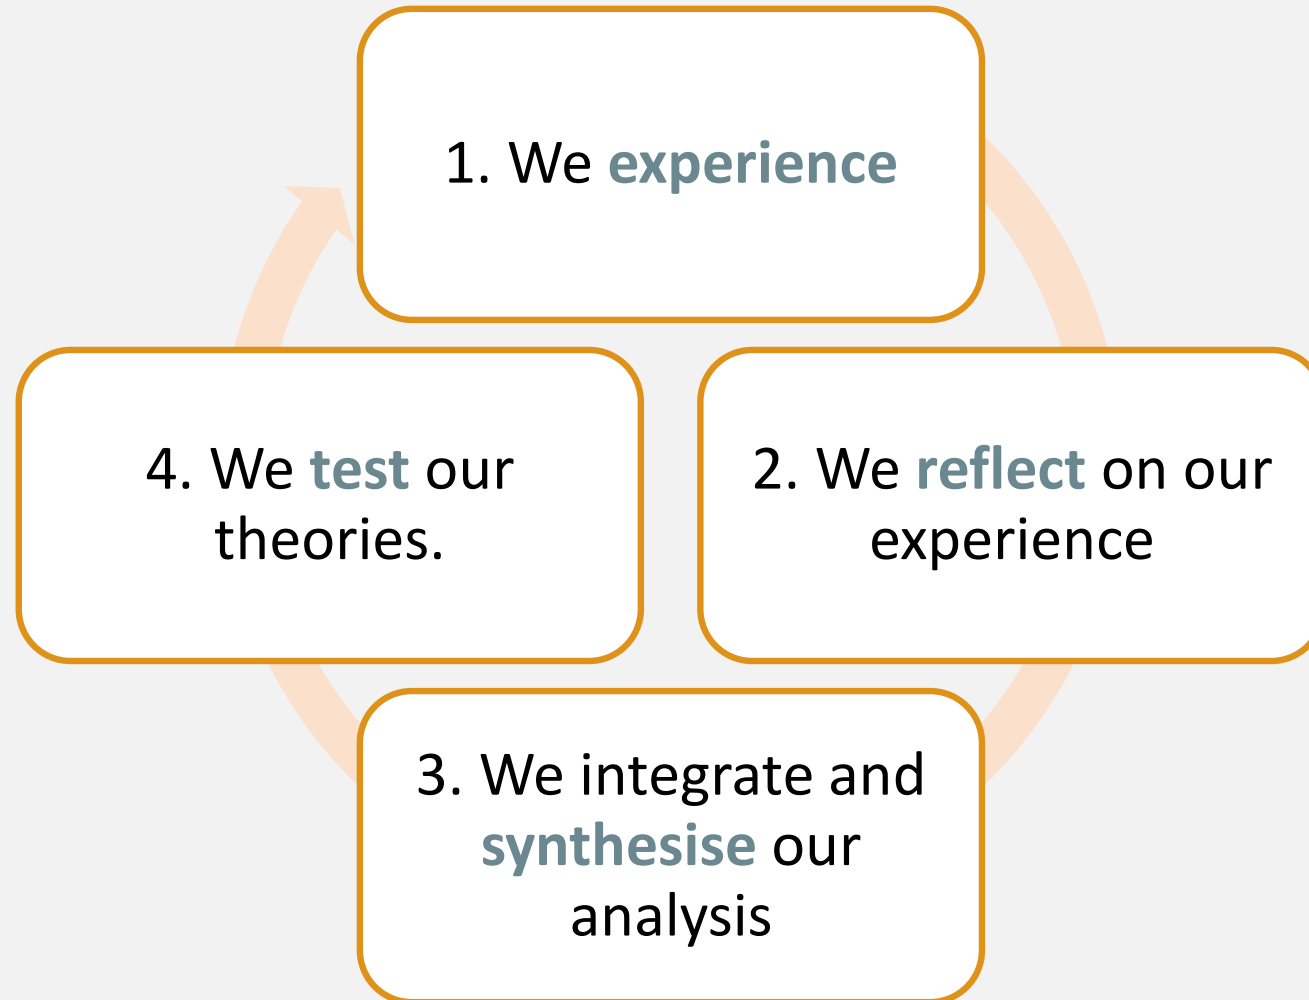 1. We experience
2. We reflect on our
experience
3. We integrate and
synthesise our
analysis
4. We test our
theories.